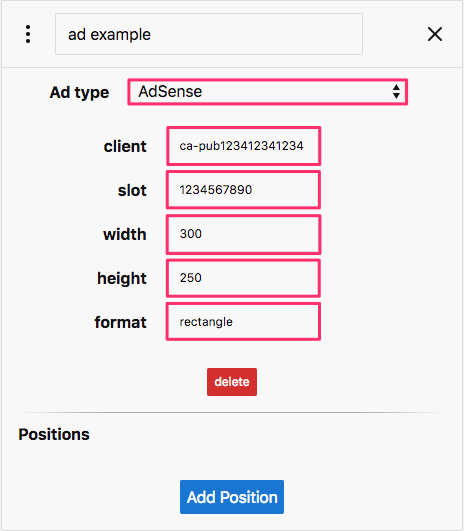 ad example
Ad type AdSense
client ca-pub123412341234
slot 1234567890
width 300
height 250
format rectangle
delete
Positions
Add Position